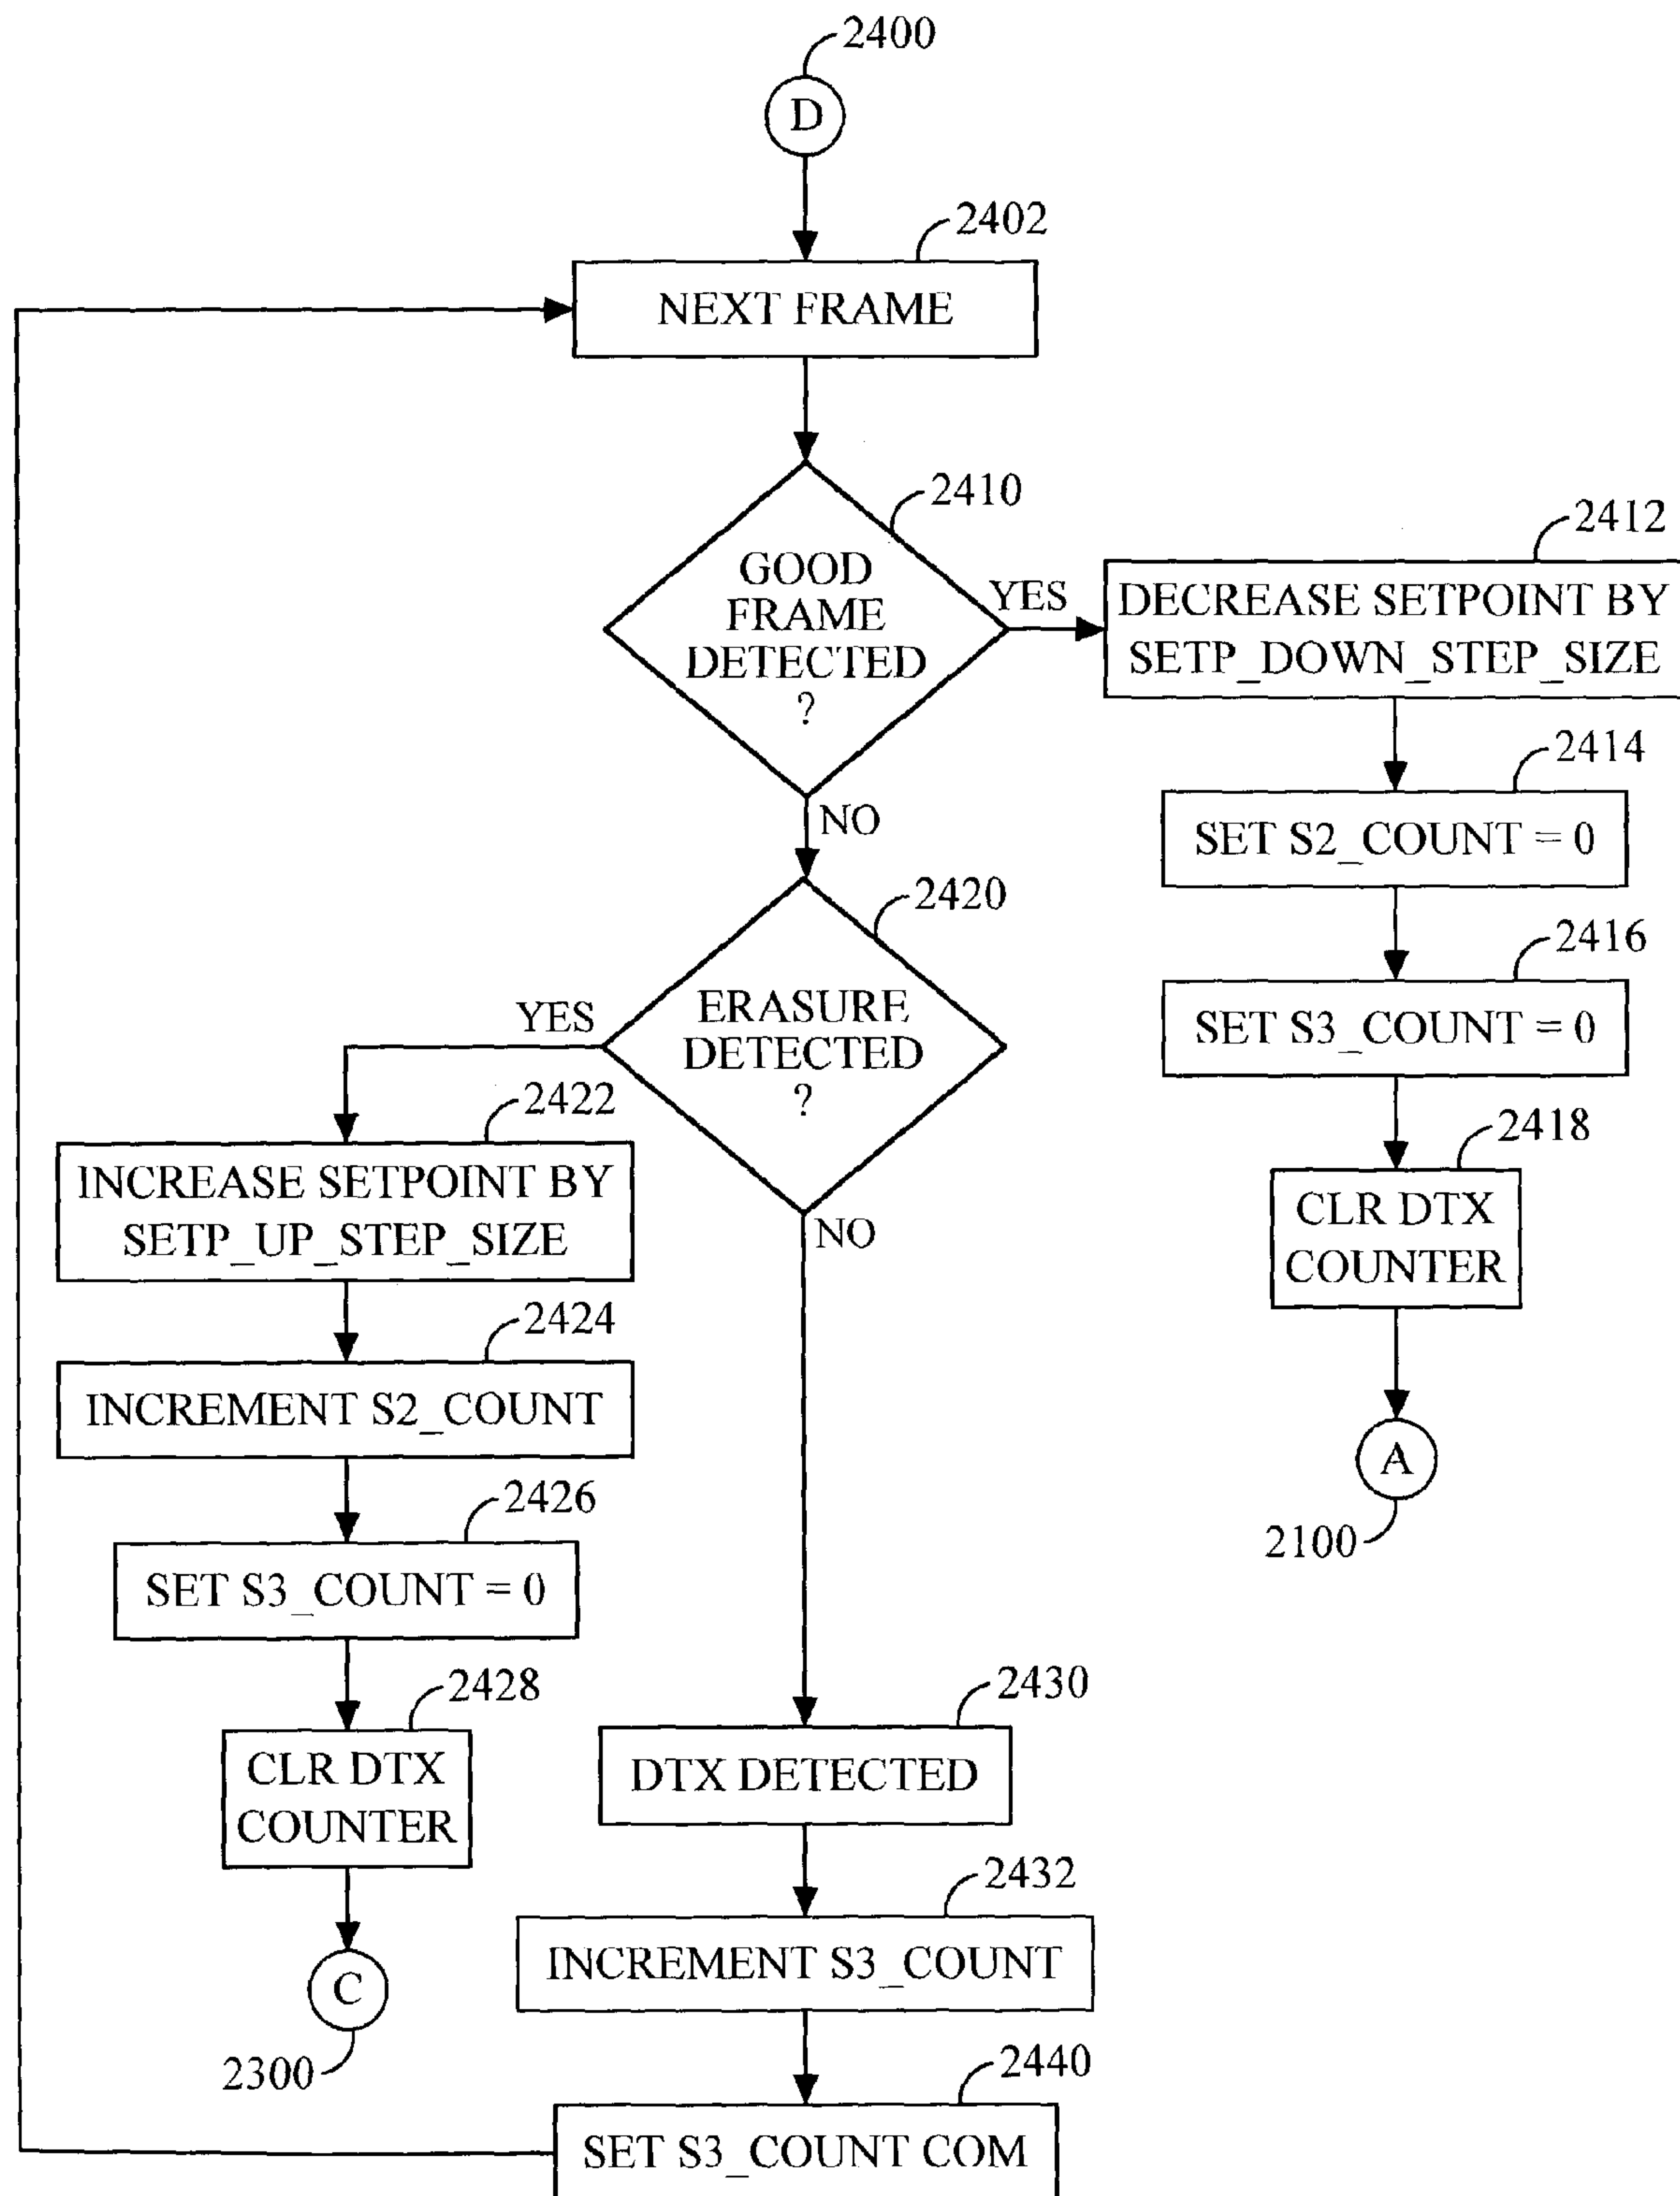 2400
D
2402
NEXT FRAME
2410
GOOD
FRAME
DETECTED
?
YES
NO
2412
DECREASE SETPOINT BY
SETP_DOWN_STEP_SIZE
2414
SET S2_COUNT = 0
2416
SET S3_COUNT = 0
2418
CLR DTX
COUNTER
A
2100
2420
ERASURE
DETECTED
?
YES
NO
2422
INCREASE SETPOINT BY
SETP_UP_STEP_SIZE
2424
INCREMENT S2_COUNT
2426
SET S3_COUNT = 0
2428
CLR DTX
COUNTER
C
2300
2430
DTX DETECTED
2432
INCREMENT S3_COUNT
2440
SET S3_COUNT COM